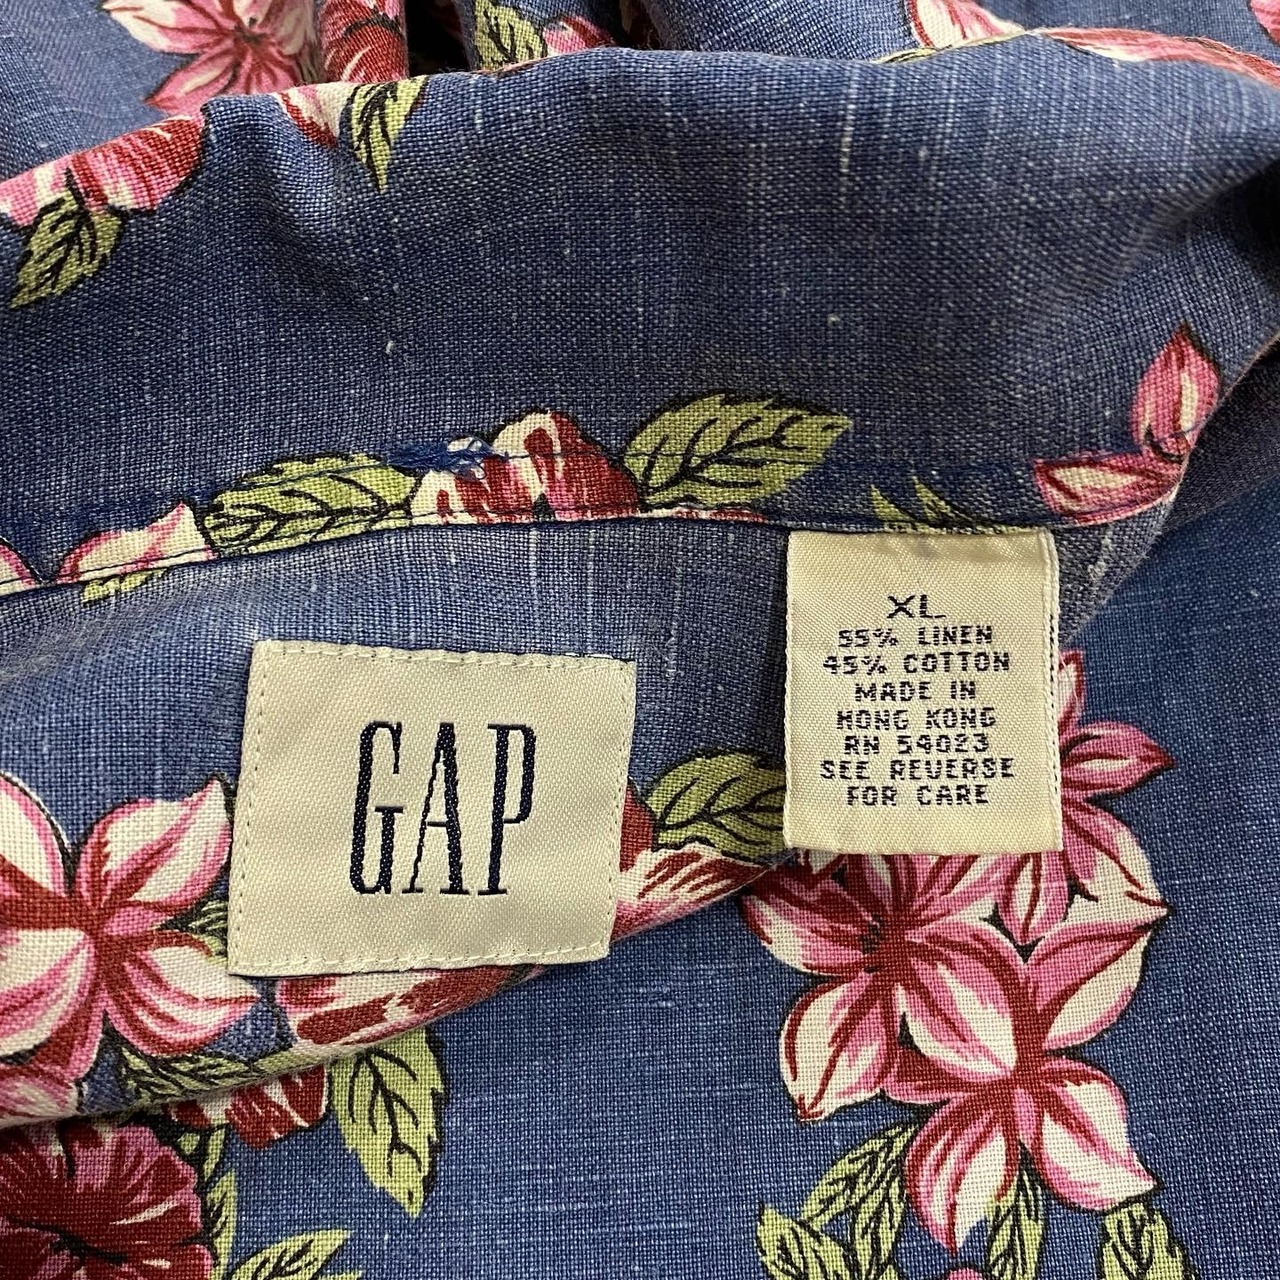 GAP
XL
55% LINEN
45% COTTON
MADE IN
HONG KONG
RN 54023
SEE REVERSE
FOR CARE